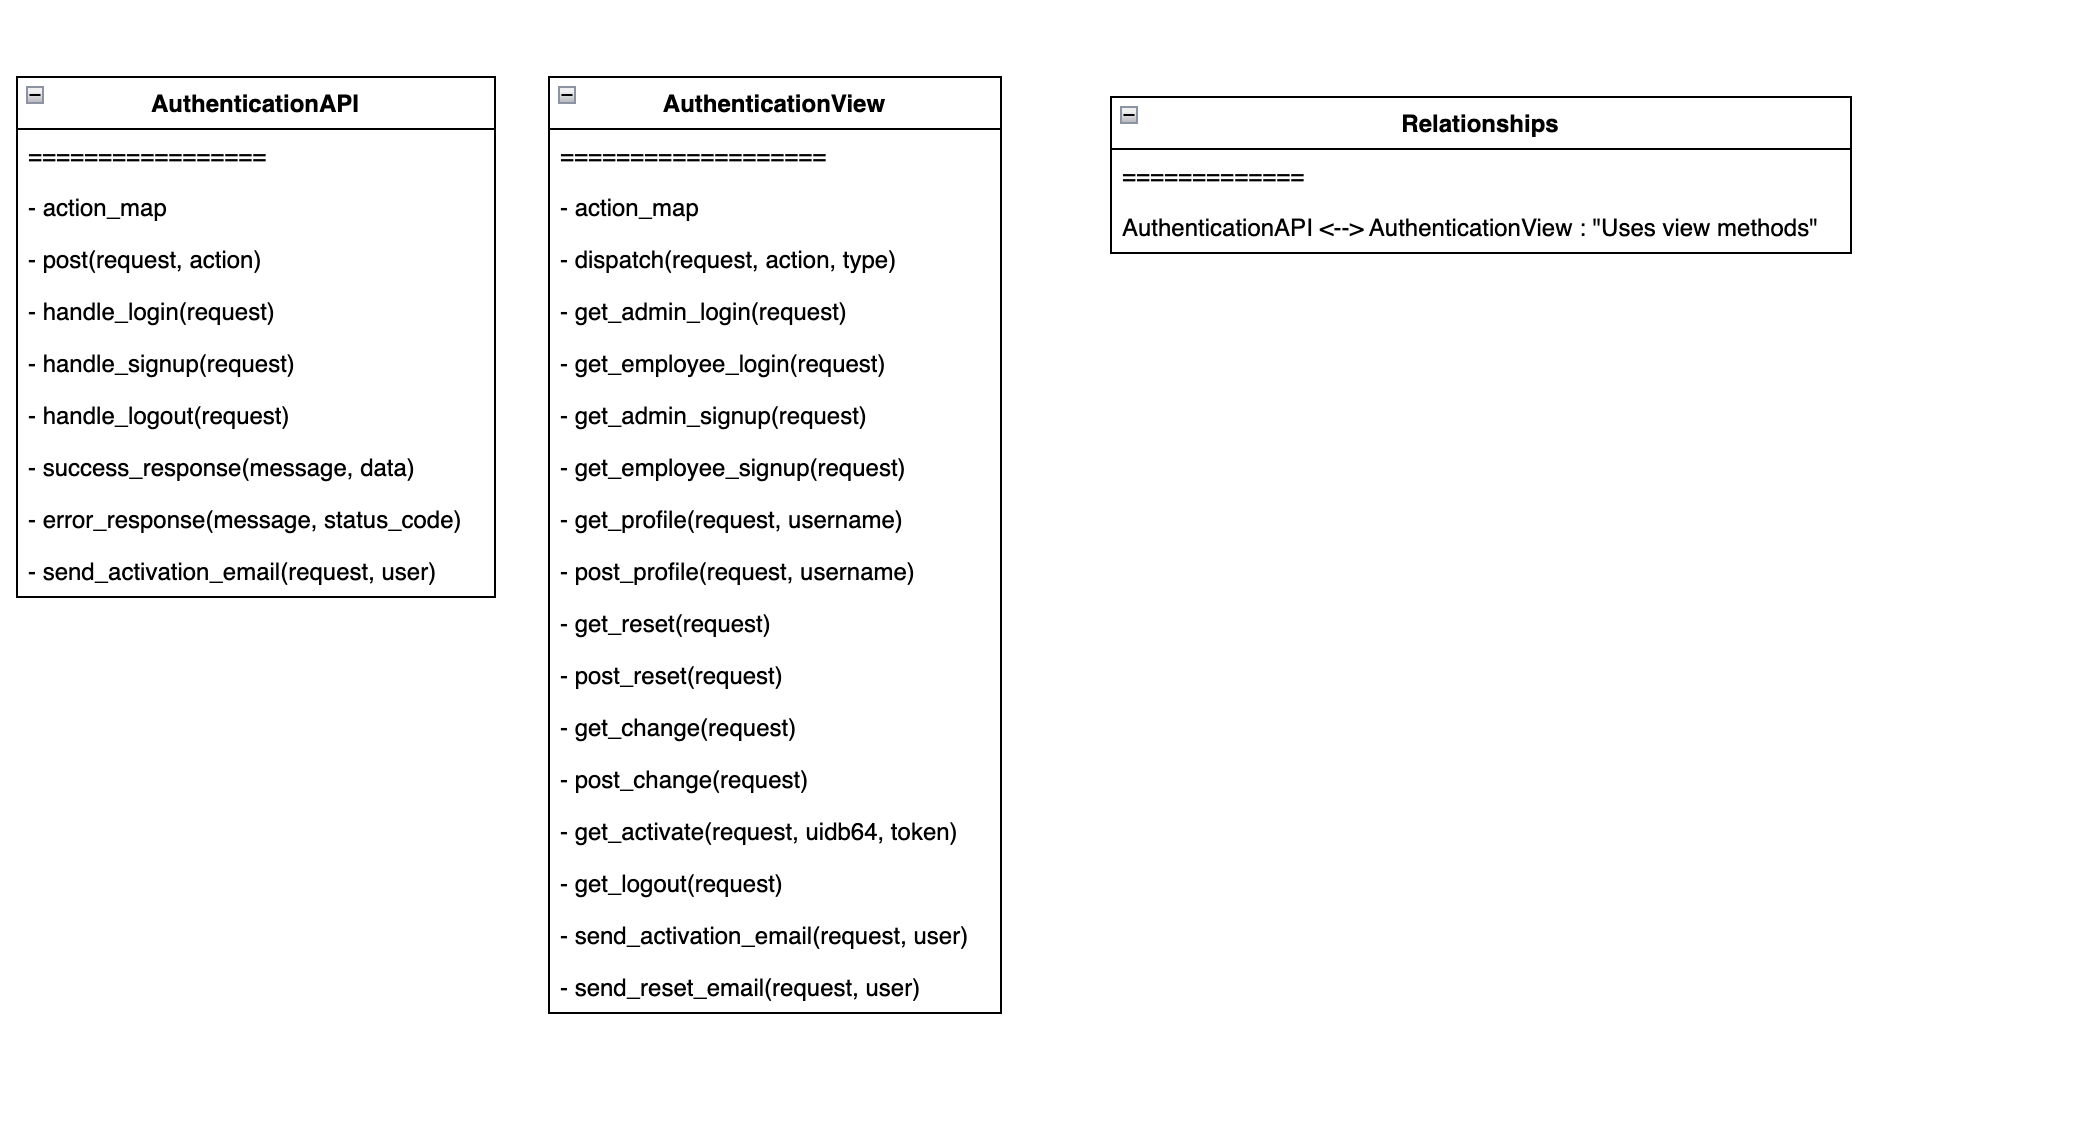 AuthenticationAPI
=================
- action_map
- post(request, action)
- handle_login(request)
- handle_signup(request)
- handle_logout(request)
- success_response(message, data)
- error_response(message, status_code)
- send_activation_email(request, user)
AuthenticationView
===================
- action_map
- dispatch(request, action, type)
- get_admin_login(request)
- get_employee_login(request)
- get_admin_signup(request)
- get_employee_signup(request)
- get_profile(request, username)
- post_profile(request, username)
- get_reset(request)
- post_reset(request)
- get_change(request)
- post_change(request)
- get_activate(request, uidb64, token)
- get_logout(request)
- send_activation_email(request, user)
- send_reset_email(request, user)
Relationships
=============
AuthenticationAPI <--> AuthenticationView : "Uses view methods"